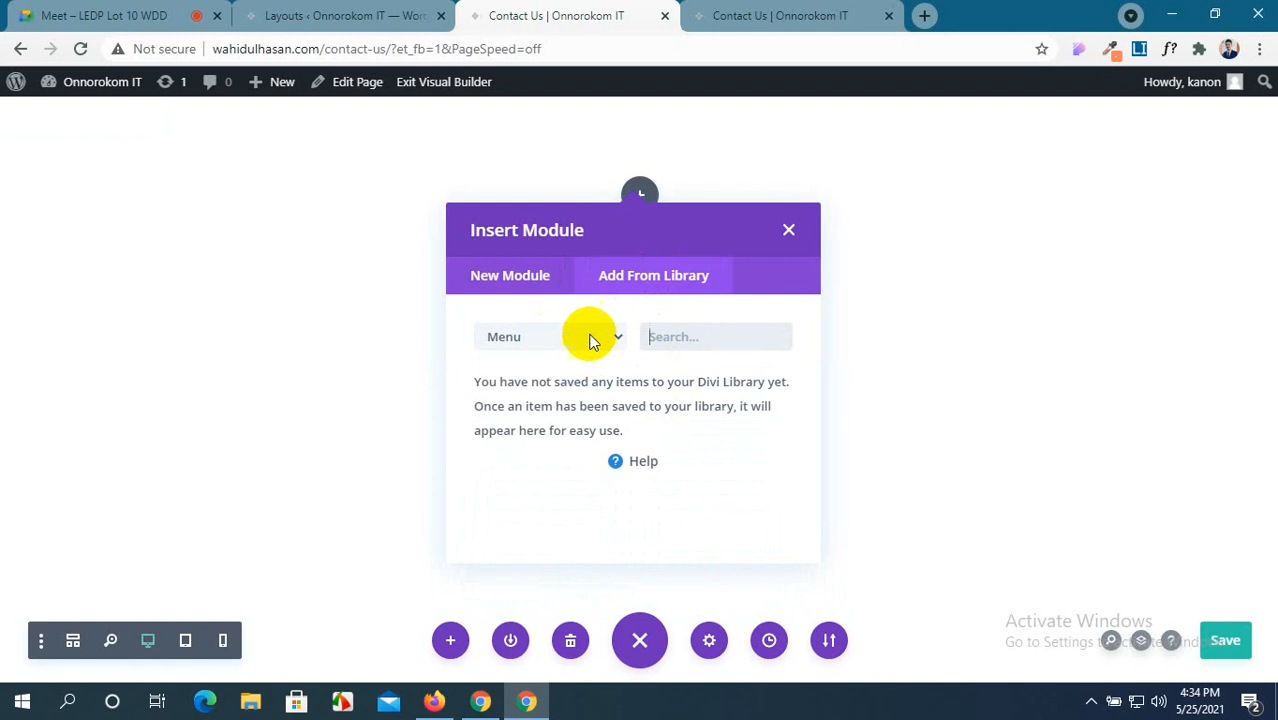 Meet – LEDP Lot 10 WDD
Layouts ‹ Onnorokom IT — Wor
Contact Us | Onnorokom IT
Contact Us | Onnorokom IT
Not secure
wahidulhasan.com/contact-us/?et_fb=1&PageSpeed=off
Onnorokom IT
1
0
New
Edit Page
Exit Visual Builder
Howdy, kanon
Insert Module
New Module
Add From Library
Menu
Search...
You have not saved any items to your Divi Library yet.
Once an item has been saved to your library, it will
appear here for easy use.
Help
Activate Windows
Go to Settings to activate Windows.
Save
4:34 PM
5/25/2021
2